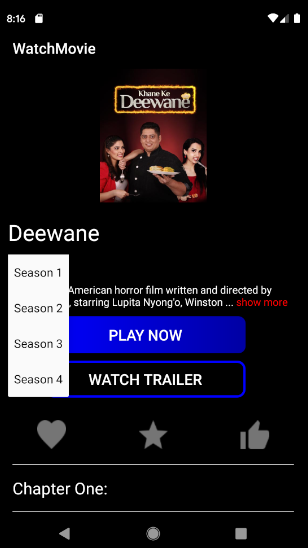 8:16
WatchMovie
Khane Ke
Deewane
Deewane
Season 1
American horror film written and directed by
, starring Lupita Nyong'o, Winston ... show more
Season 2
PLAY NOW
Season 3
Season 4
WATCH TRAILER
Chapter One: